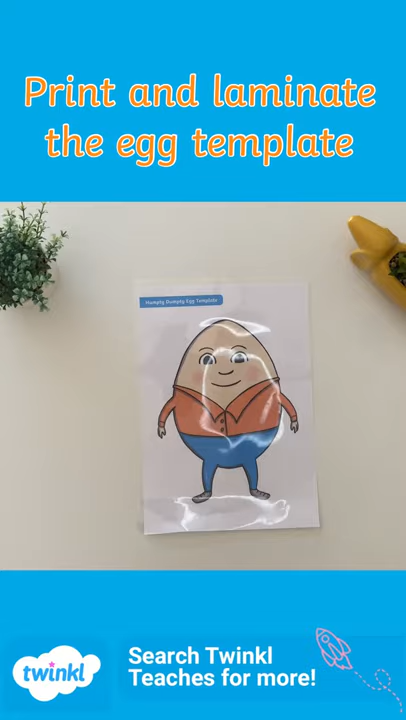 Print and laminate
the egg template
Humpty Dumpty Egg Template
twinkl
Search Twinkl
Teaches for more!